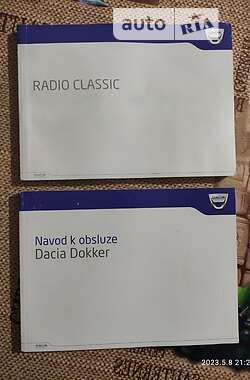 auto RIA
RADIO CLASSIC
Navod k obsluze
Dacia Dokker
2023.5.8 21:2